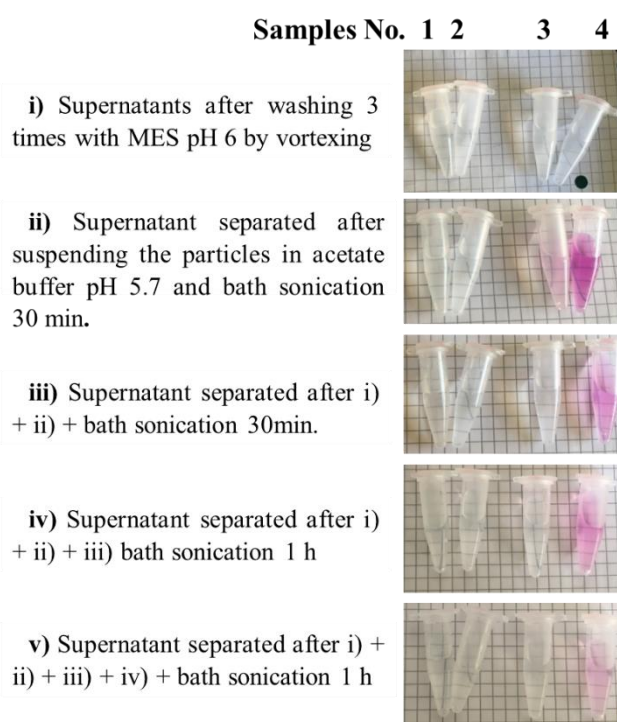 Samples No. 1 2 3 4
i) Supernatants after washing 3
times with MES pH 6 by vortexing
ii) Supernatant separated after
suspending the particles in acetate
buffer pH 5.7 and bath sonication
30 min.
iii) Supernatant separated after i)
+ ii) + bath sonication 30min.
iv) Supernatant separated after i)
+ ii) + iii) bath sonication 1 h
v) Supernatant separated after i) +
ii) + iii) + iv) + bath sonication 1 h